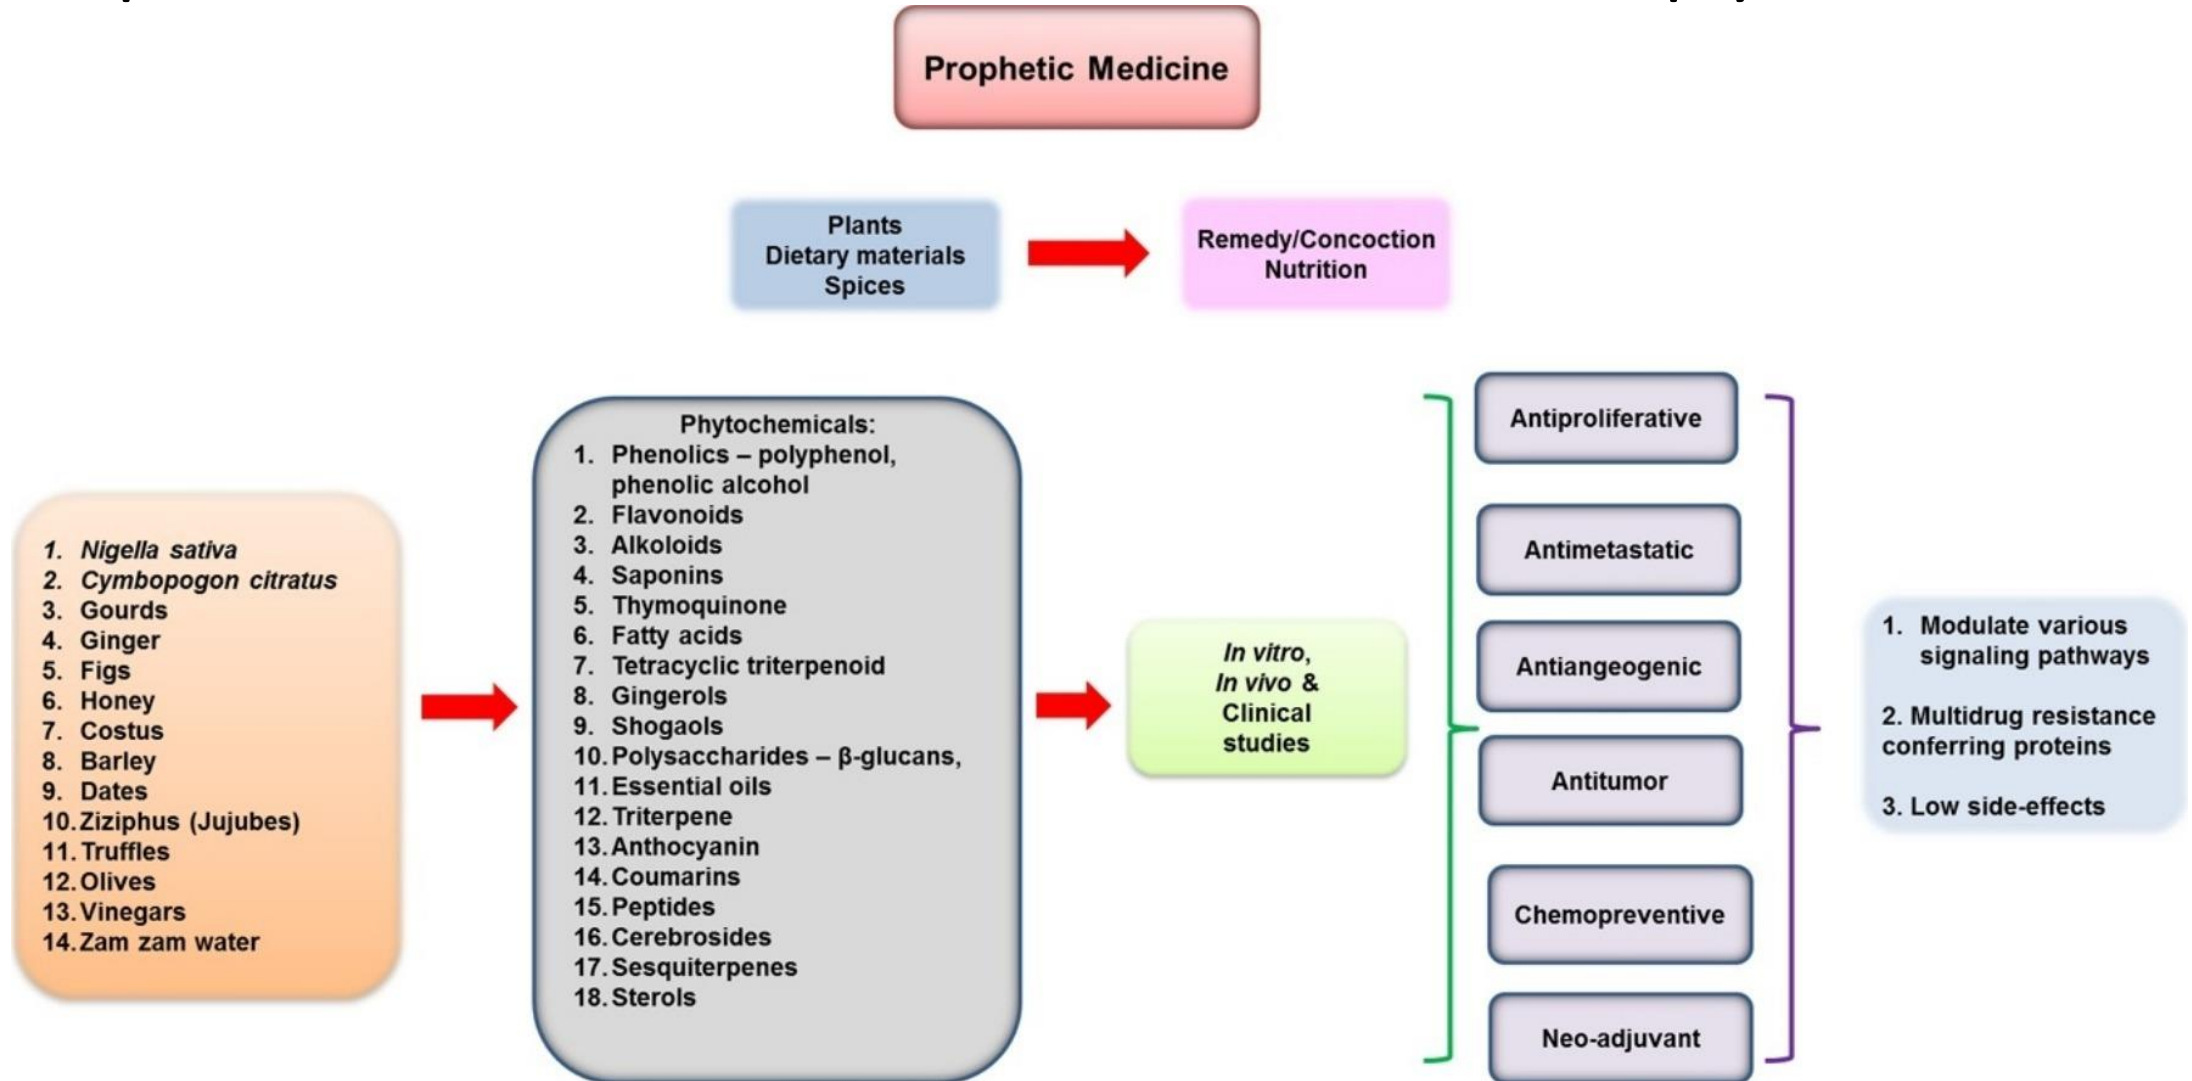 Prophetic Medicine
Plants
Dietary materials
Spices
Remedy/Concoction
Nutrition
1. Nigella sativa
2. Cymbopogon citratus
3. Gourds
4. Ginger
5. Figs
6. Honey
7. Costus
8. Barley
9. Dates
10. Ziziphus (Jujubes)
11. Truffles
12. Olives
13. Vinegars
14. Zam zam water
Phytochemicals:
1. Phenolics – polyphenol,
phenolic alcohol
2. Flavonoids
3. Alkoloids
4. Saponins
5. Thymoquinone
6. Fatty acids
7. Tetracyclic triterpenoid
8. Gingerols
9. Shogaols
10. Polysaccharides – β-glucans,
11. Essential oils
12. Triterpene
13. Anthocyanin
14. Coumarins
15. Peptides
16. Cerebrosides
17. Sesquiterpenes
18. Sterols
In vitro,
In vivo &
Clinical
studies
Antiproliferative
Antimetastatic
Antiangeogenic
Antitumor
Chemopreventive
Neo-adjuvant
1. Modulate various
signaling pathways
2. Multidrug resistance
conferring proteins
3. Low side-effects